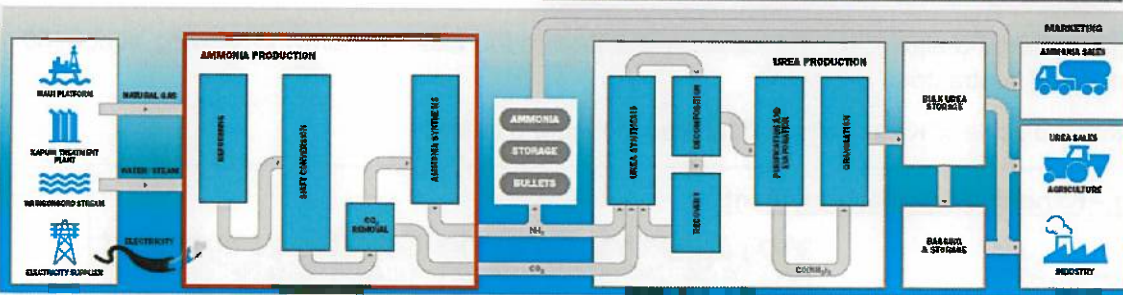 MAUI PLATFORM
KAPUNI TREATMENT
PLANT
ELECTRICITY SUPPLIER
NATURAL GAS
WATER/STEAM
ELECTRICITY
AMMONIA PRODUCTION
REFORMING
SHIFT CONVERSION
CO₂
REMOVAL
AMMONIA SYNTHESIS
AMMONIA
STORAGE
BULLETS
NH₃
CO₂
UREA PRODUCTION
UREA SYNTHESIS
DECOMPOSITION
RECOVERY
PURIFICATION AND
EVAPORATION
GRANULATION
CO(NH₂)₂
BULK UREA
STORAGE
BAGGING
& STORAGE
MARKETING
AMMONIA SALES
UREA SALES
AGRICULTURE
INDUSTRY